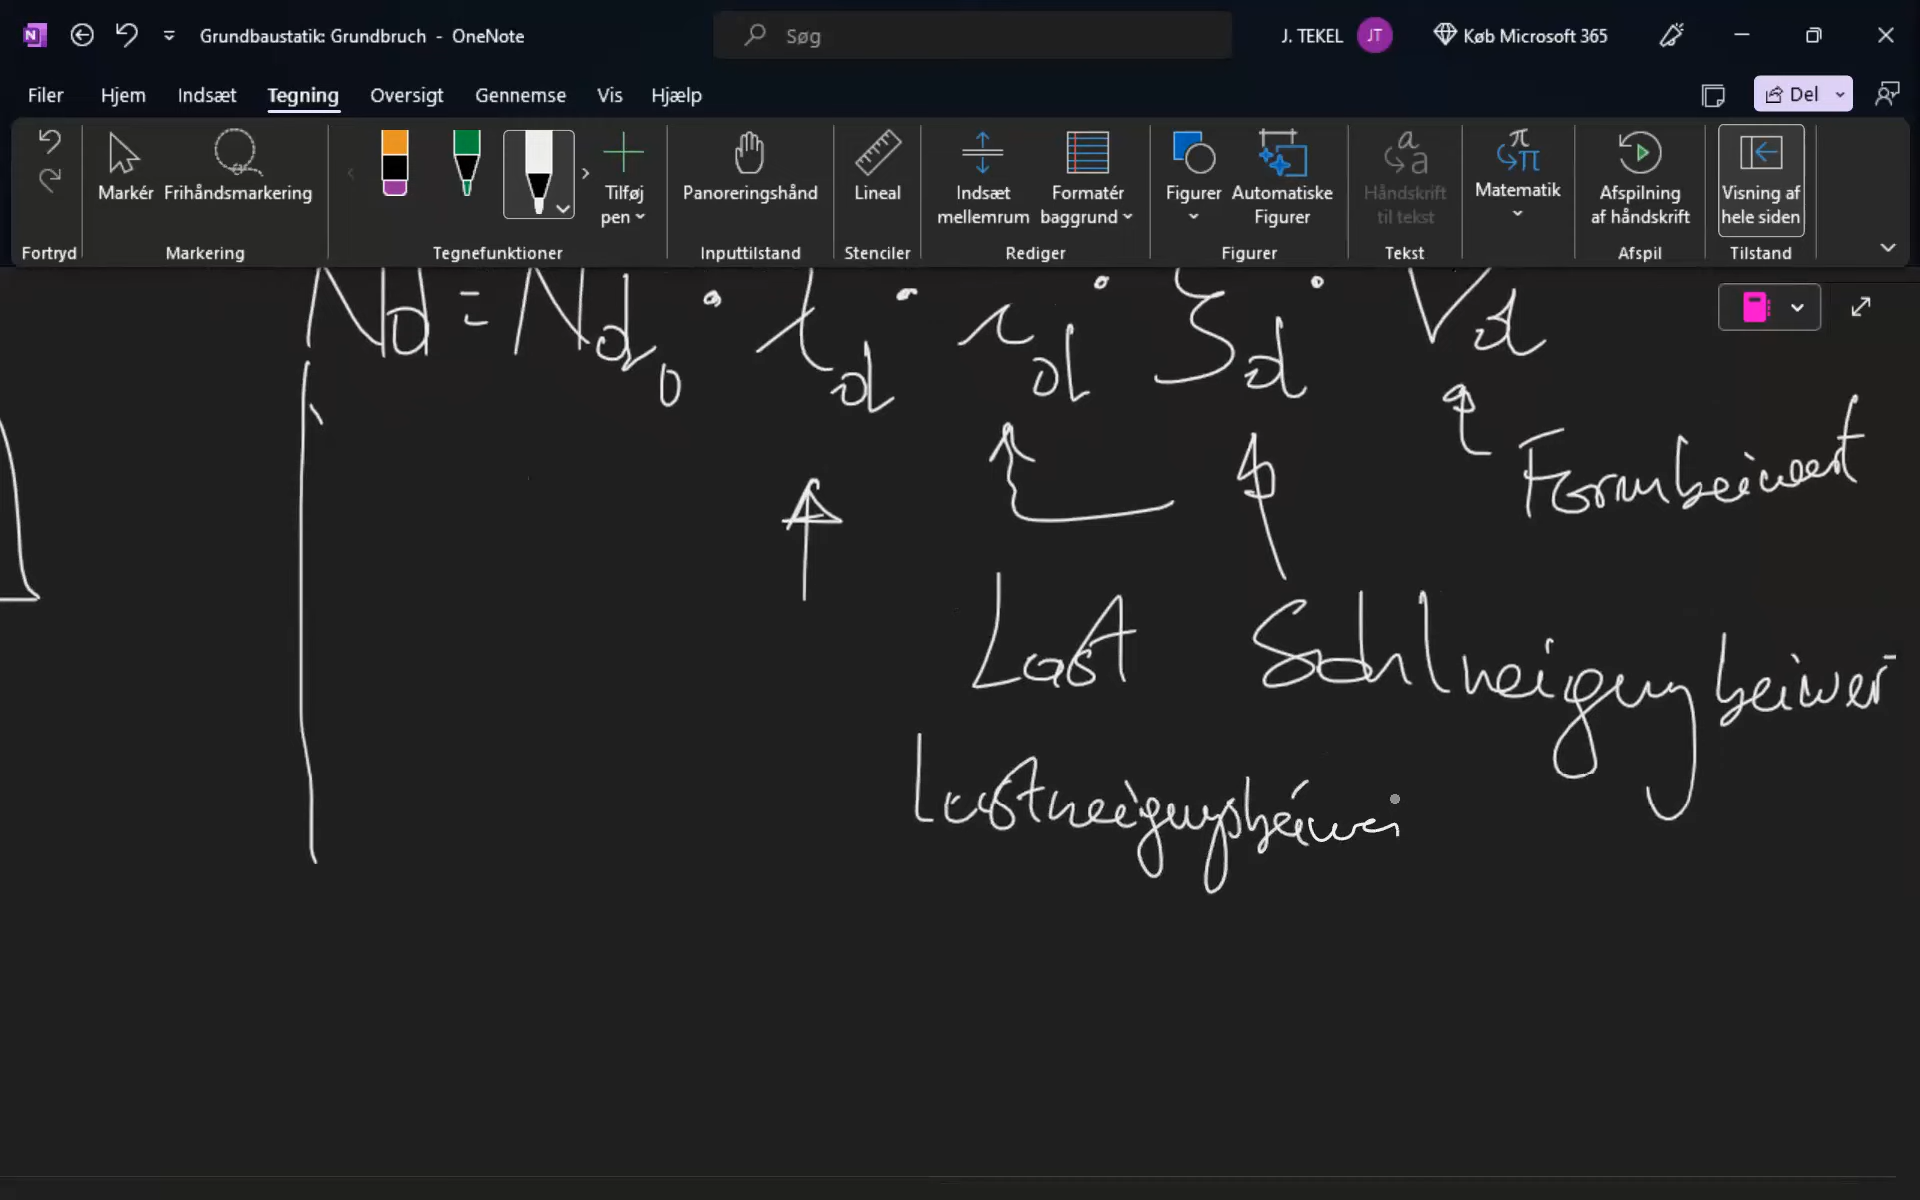 Grundbaustatik: Grundbruch - OneNote
Søg
J. TEKEL
JT
Køb Microsoft 365
Filer
Hjem
Indsæt
Tegning
Oversigt
Gennemse
Vis
Hjælp
Del
Markér
Frihåndsmarkering
Tilføj
pen
Panoreringshånd
Lineal
Indsæt
mellemrum
Formatér
baggrund
Figurer
Automatiske
Figurer
Håndskrift
til tekst
Matematik
Afspilning
af håndskrift
Visning af
hele siden
Fortryd
Markering
Tegnefunktioner
Inputtilstand
Stenciler
Rediger
Figurer
Tekst
Afspil
Tilstand
Nd = Nd0 · λd · id · ξd · νd
Formbeiwert
Last Sohlneigungbeiwer
Lastneigungsbeiwer